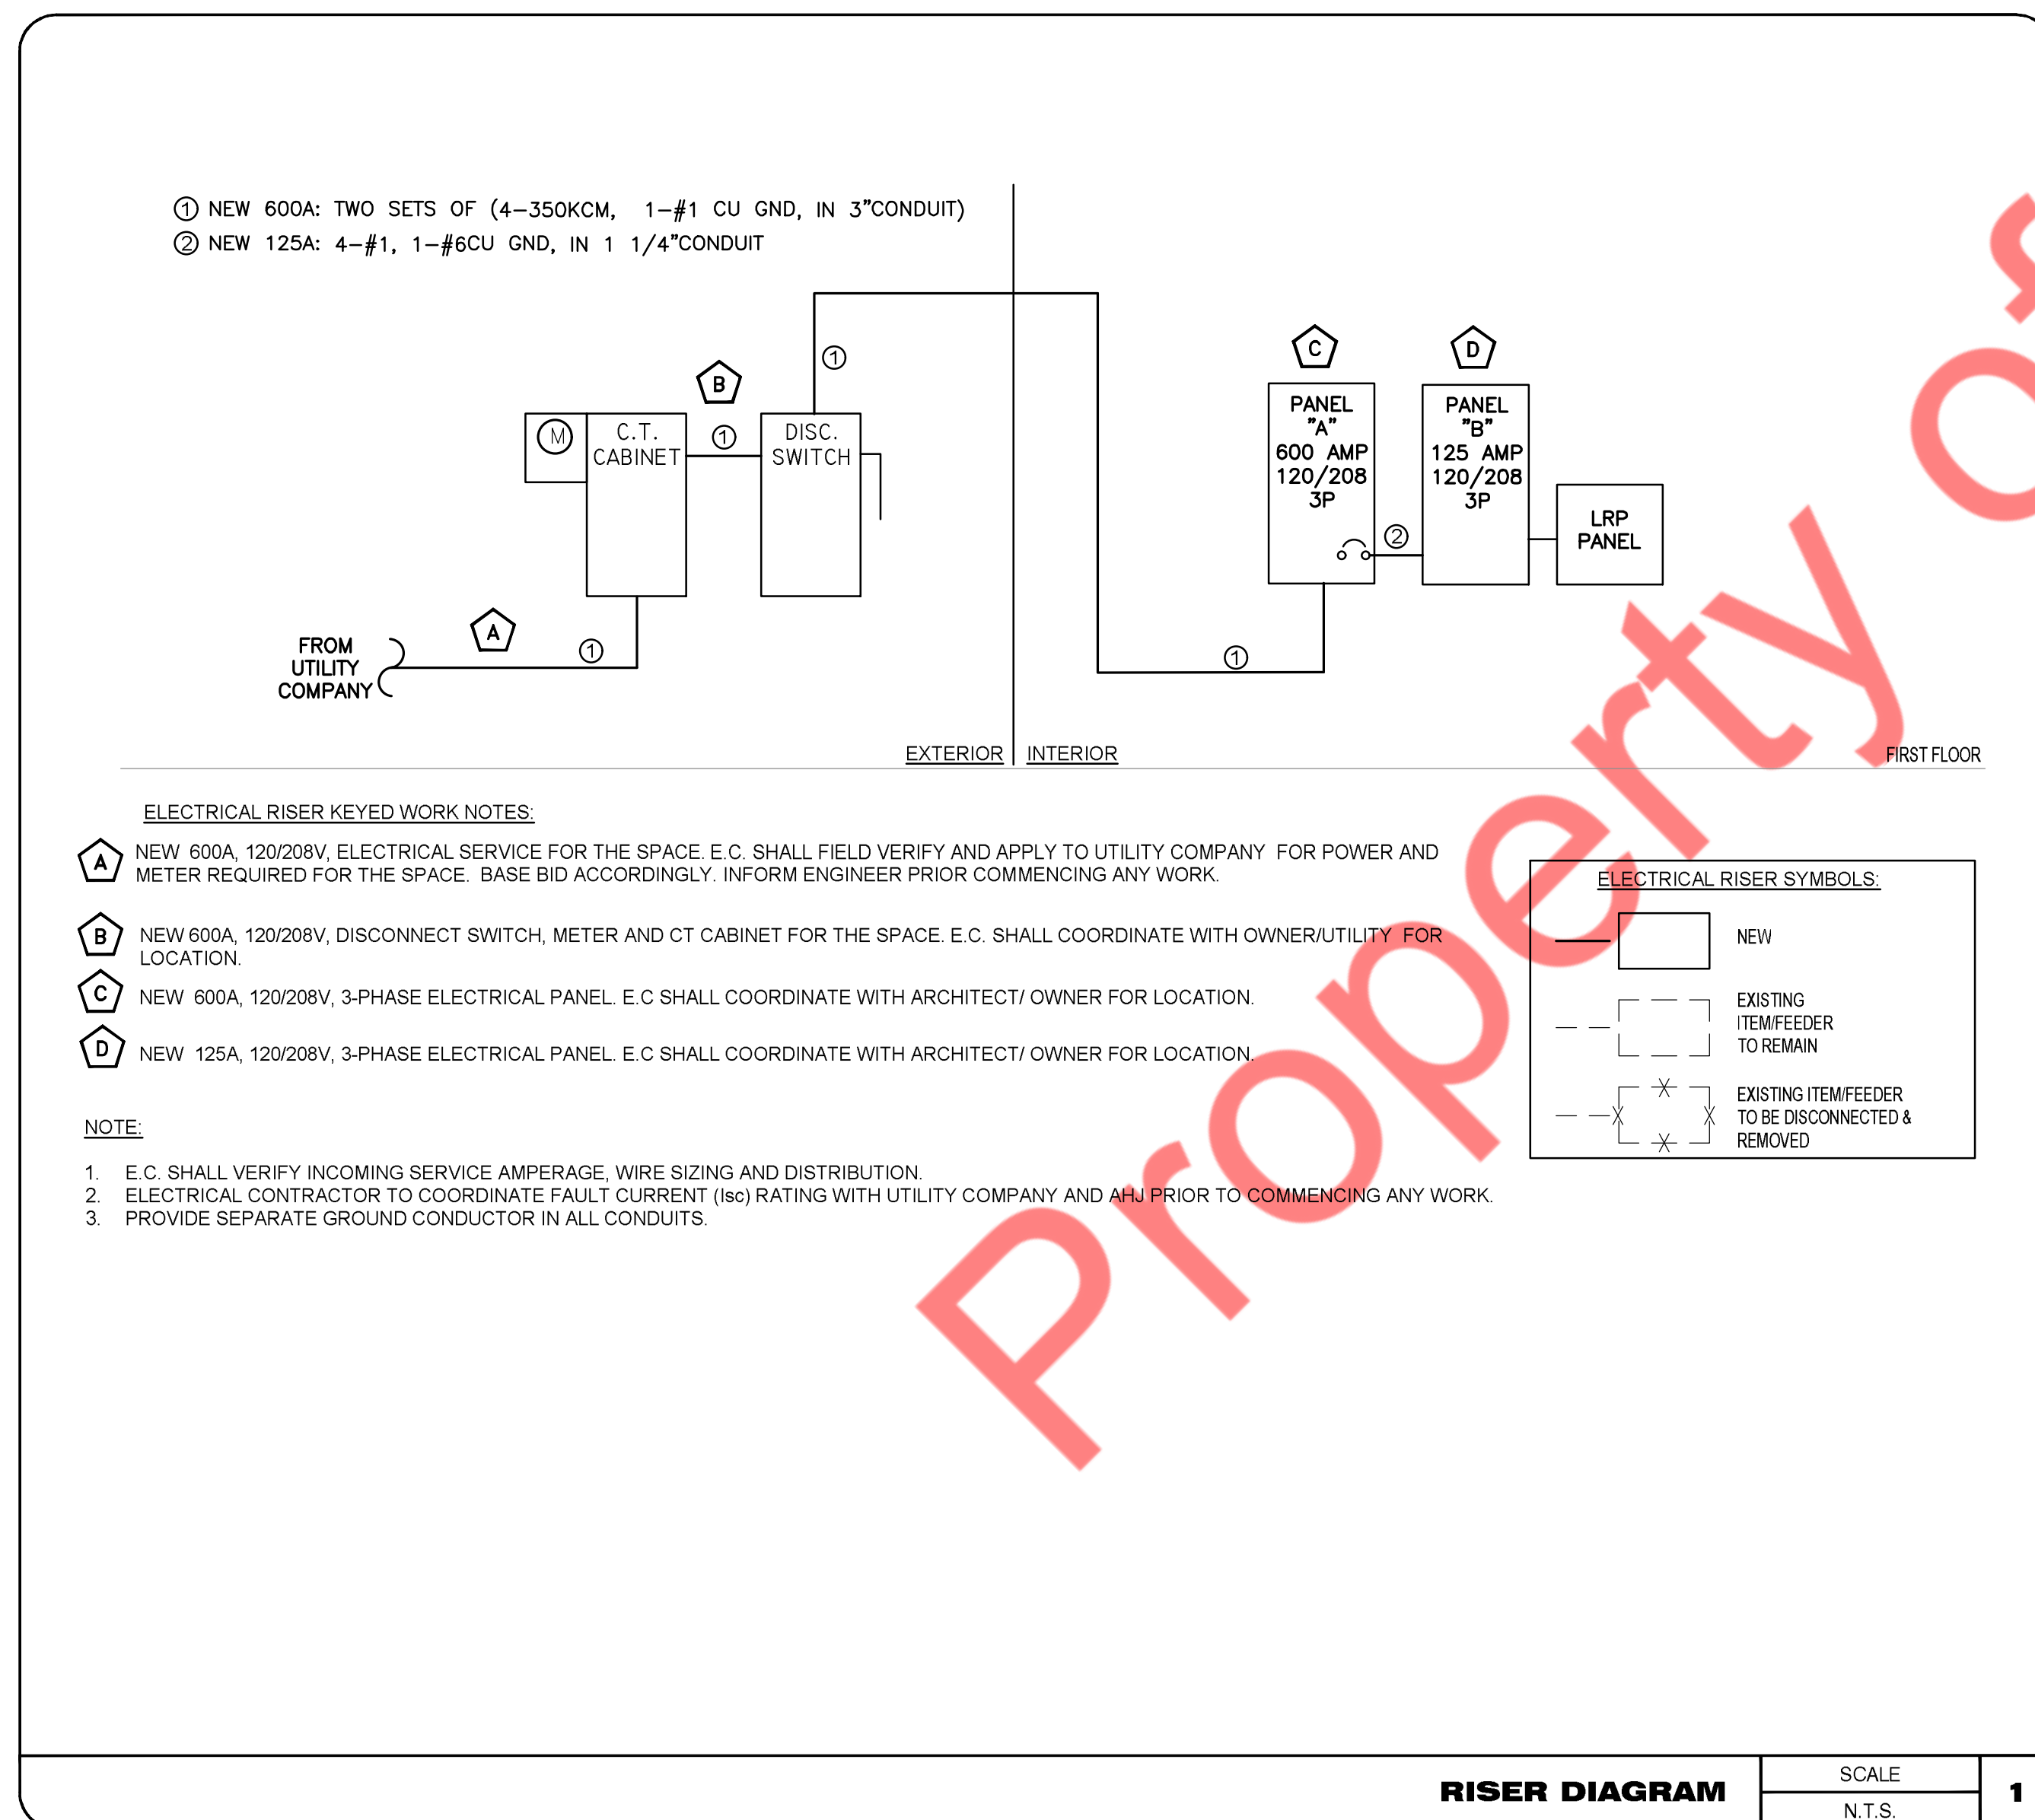 ① NEW 600A: TWO SETS OF (4-350KCM, 1-#1 CU GND, IN 3"CONDUIT)
② NEW 125A: 4-#1, 1-#6CU GND, IN 1 1/4"CONDUIT
①
B
M
C.T.
CABINET
①
DISC.
SWITCH
A
①
FROM
UTILITY
COMPANY
C
PANEL
"A"
600 AMP
120/208
3P
②
D
PANEL
"B"
125 AMP
120/208
3P
LRP
PANEL
①
EXTERIOR
INTERIOR
FIRST FLOOR
ELECTRICAL RISER KEYED WORK NOTES:
A NEW 600A, 120/208V, ELECTRICAL SERVICE FOR THE SPACE. E.C. SHALL FIELD VERIFY AND APPLY TO UTILITY COMPANY FOR POWER AND
METER REQUIRED FOR THE SPACE. BASE BID ACCORDINGLY. INFORM ENGINEER PRIOR COMMENCING ANY WORK.
B NEW 600A, 120/208V, DISCONNECT SWITCH, METER AND CT CABINET FOR THE SPACE. E.C. SHALL COORDINATE WITH OWNER/UTILITY FOR
LOCATION.
C NEW 600A, 120/208V, 3-PHASE ELECTRICAL PANEL. E.C SHALL COORDINATE WITH ARCHITECT/ OWNER FOR LOCATION.
D NEW 125A, 120/208V, 3-PHASE ELECTRICAL PANEL. E.C SHALL COORDINATE WITH ARCHITECT/ OWNER FOR LOCATION.
NOTE:
1. E.C. SHALL VERIFY INCOMING SERVICE AMPERAGE, WIRE SIZING AND DISTRIBUTION.
2. ELECTRICAL CONTRACTOR TO COORDINATE FAULT CURRENT (Isc) RATING WITH UTILITY COMPANY AND AHJ PRIOR TO COMMENCING ANY WORK.
3. PROVIDE SEPARATE GROUND CONDUCTOR IN ALL CONDUITS.
ELECTRICAL RISER SYMBOLS:
NEW
EXISTING
ITEM/FEEDER
TO REMAIN
EXISTING ITEM/FEEDER
TO BE DISCONNECTED &
REMOVED
Property of
RISER DIAGRAM
SCALE
N.T.S.
1